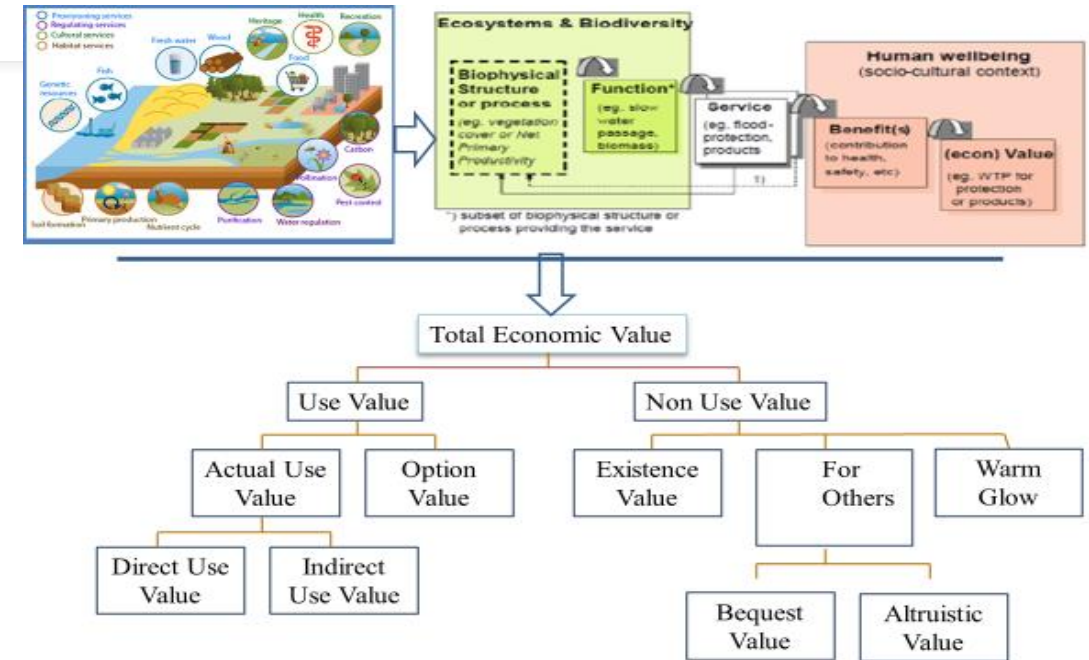 Provisioning services
Regulating services
Cultural services
Habitat services
Heritage
Health
Recreation
Fresh water
Wood
Food
Fish
Genetic
resources
Carbon
Pollination
Pest control
Soil formation
Primary production
Nutrient cycle
Purification
Water regulation
Ecosystems & Biodiversity
Biophysical
Structure
or process
(eg. vegetation
cover or Net
Primary
Productivity)
Function*
(eg. slow
water
passage,
biomass)
Service
(eg. flood-
protection,
products
1)
*) subset of biophysical structure or
process providing the service
Human wellbeing
(socio-cultural context)
Benefit(s)
(contribution
to health,
safety, etc)
(econ) Value
(eg. WTP for
protection
or products)
Total Economic Value
Use Value
Non Use Value
Actual Use
Value
Option
Value
Existence
Value
For
Others
Warm
Glow
Direct Use
Value
Indirect
Use Value
Bequest
Value
Altruistic
Value